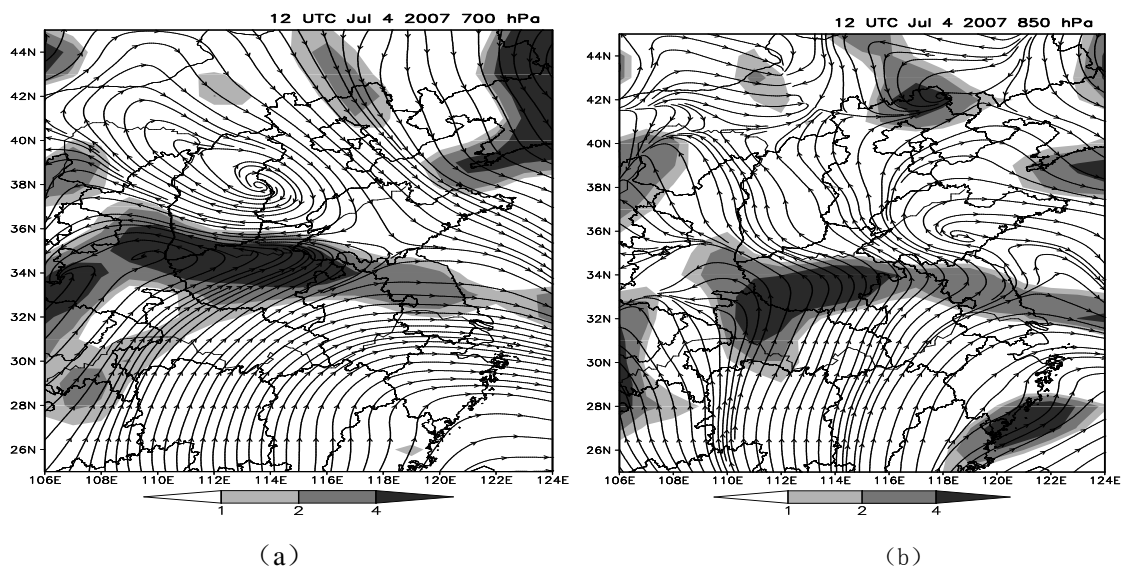 12 UTC Jul 4 2007 700 hPa
44N
42N
40N
38N
36N
34N
32N
30N
28N
26N
106E 108E 110E 112E 114E 116E 118E 120E 122E 124E
1 2 4
(a)
12 UTC Jul 4 2007 850 hPa
44N
42N
40N
38N
36N
34N
32N
30N
28N
26N
106E 108E 110E 112E 114E 116E 118E 120E 122E 124E
1 2 4
(b)